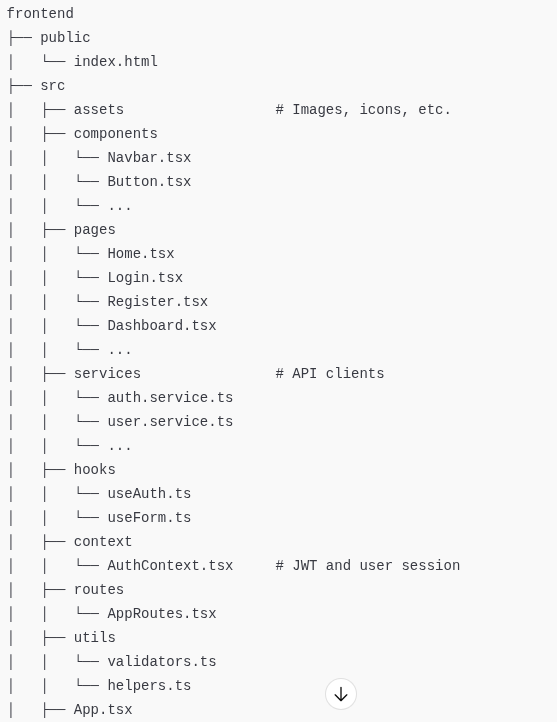 frontend
├── public
│   └── index.html
├── src
│   ├── assets                  # Images, icons, etc.
│   ├── components
│   │   └── Navbar.tsx
│   │   └── Button.tsx
│   │   └── ...
│   ├── pages
│   │   └── Home.tsx
│   │   └── Login.tsx
│   │   └── Register.tsx
│   │   └── Dashboard.tsx
│   │   └── ...
│   ├── services                # API clients
│   │   └── auth.service.ts
│   │   └── user.service.ts
│   │   └── ...
│   ├── hooks
│   │   └── useAuth.ts
│   │   └── useForm.ts
│   ├── context
│   │   └── AuthContext.tsx     # JWT and user session
│   ├── routes
│   │   └── AppRoutes.tsx
│   ├── utils
│   │   └── validators.ts
│   │   └── helpers.ts
│   ├── App.tsx